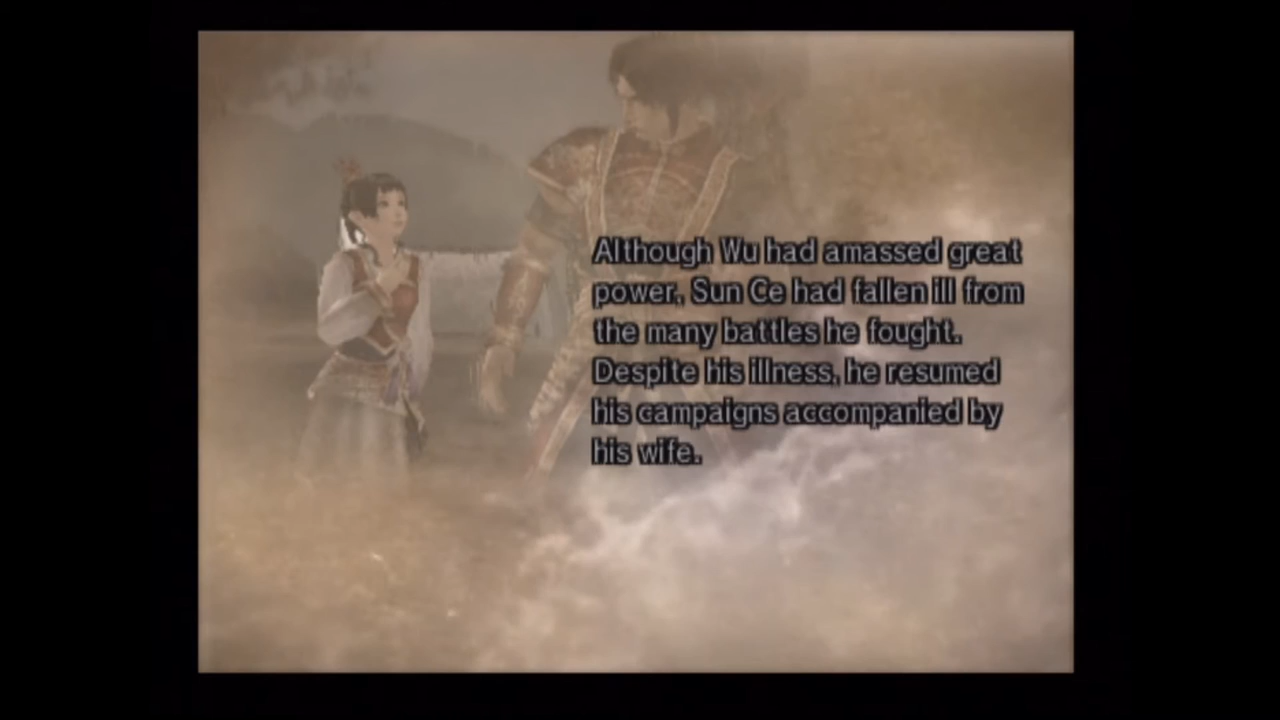 Although Wu had amassed great
power, Sun Ce had fallen ill from
the many battles he fought.
Despite his illness, he resumed
his campaigns accompanied by
his wife.